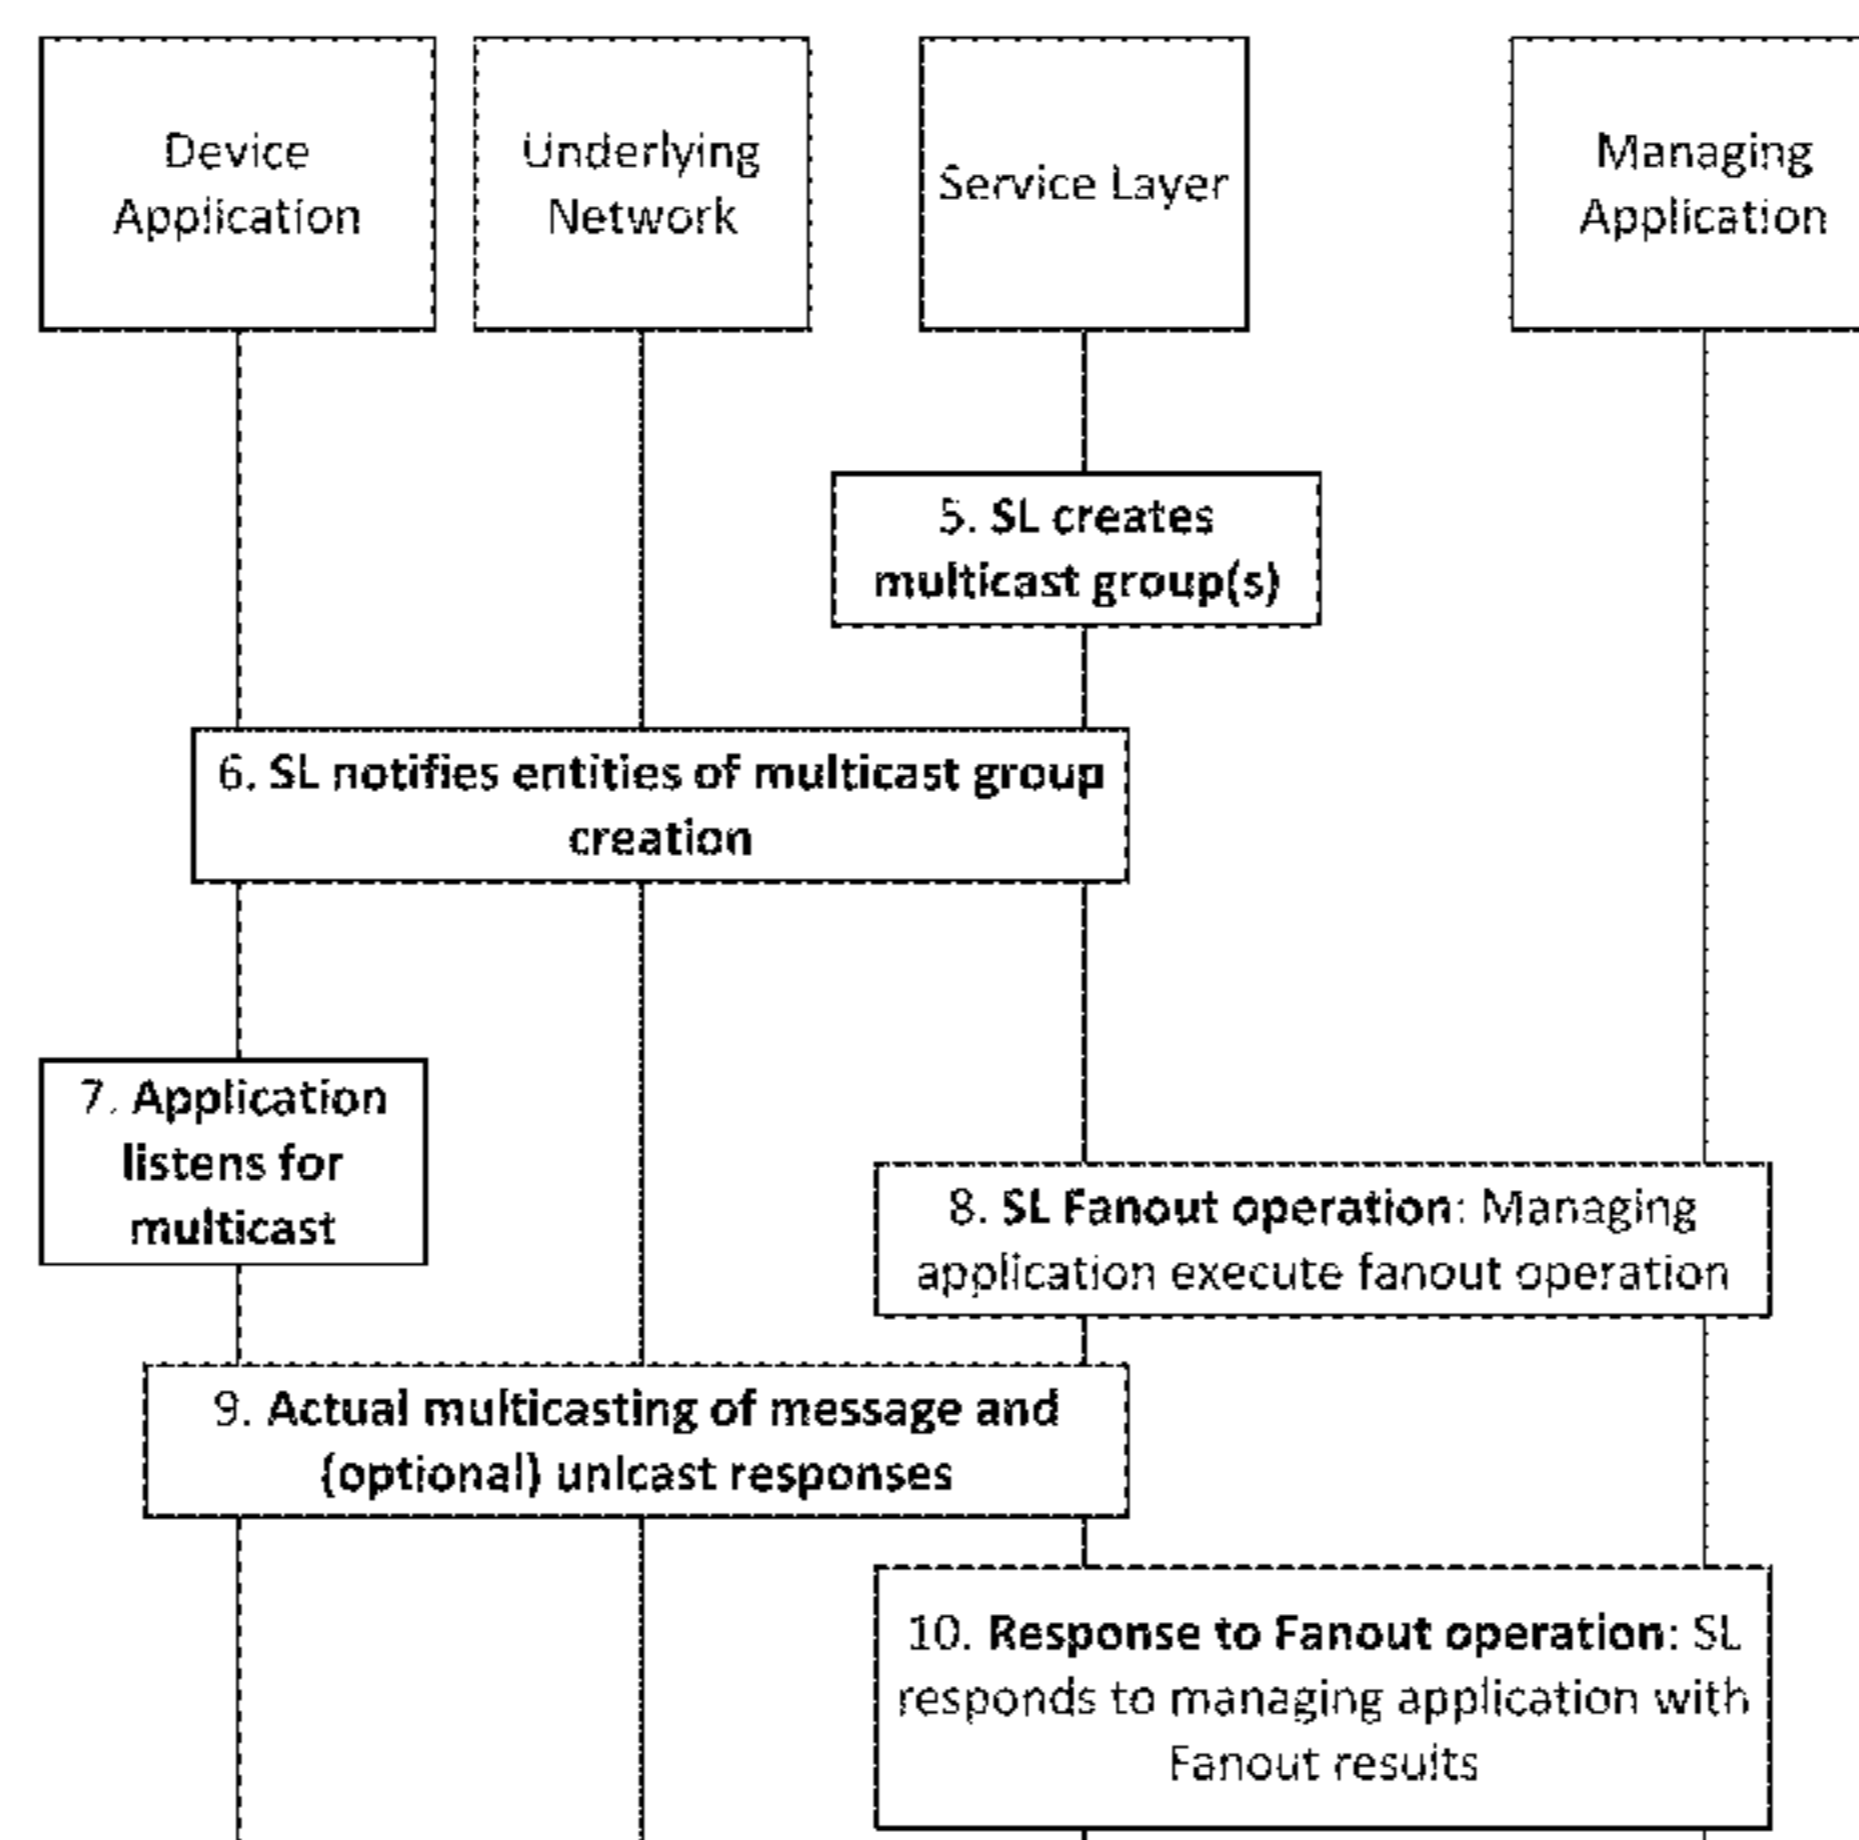 Device
Application
Underlying
Network
Service Layer
Managing
Application
5. SL creates
multicast group(s)
6. SL notifies entities of multicast group
creation
7. Application
listens for
multicast
8. SL Fanout operation: Managing
application execute fanout operation
9. Actual multicasting of message and
(optional) unicast responses
10. Response to Fanout operation: SL
responds to managing application with
Fanout results